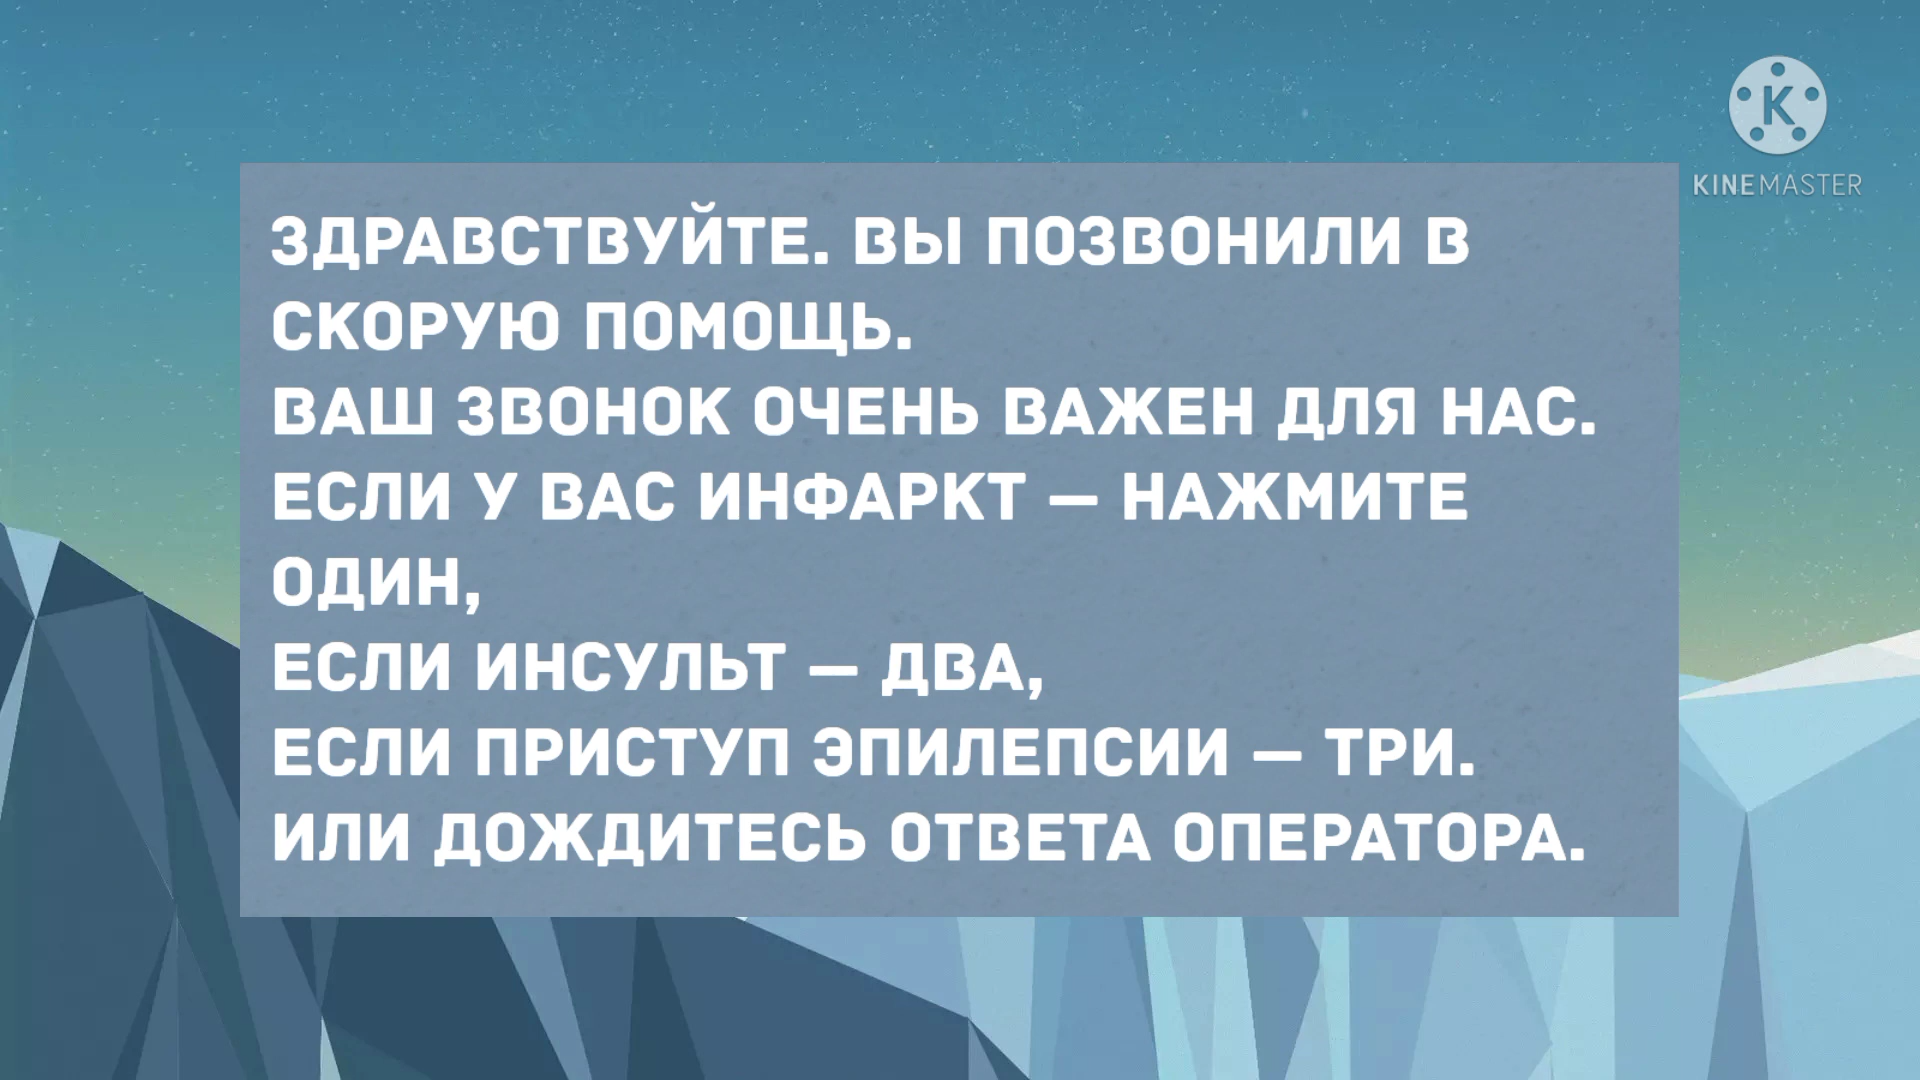 K
KINEMASTER
ЗДРАВСТВУЙТЕ. ВЫ ПОЗВОНИЛИ В
СКОРУЮ ПОМОЩЬ.
ВАШ ЗВОНОК ОЧЕНЬ ВАЖЕН ДЛЯ НАС.
ЕСЛИ У ВАС ИНФАРКТ — НАЖМИТЕ
ОДИН,
ЕСЛИ ИНСУЛЬТ — ДВА,
ЕСЛИ ПРИСТУП ЭПИЛЕПСИИ — ТРИ.
ИЛИ ДОЖДИТЕСЬ ОТВЕТА ОПЕРАТОРА.